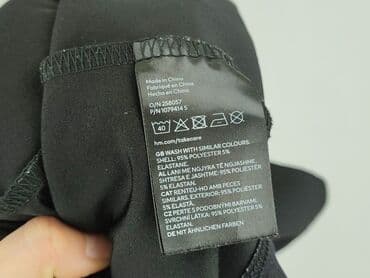 Made in China
Fabriqué en Chine
Hecho en China
O/N 258057
P/N 1079414 S
40
hm.com/takecare
GB WASH WITH SIMILAR COLOURS.
SHELL: 95% POLYESTER 5%
ELASTANE.
AL LANI ME NGJYRA TË NGJASHME.
SHTRESA E JASHTME: 95% POLIESTER
5% ELASTAN.
CAT RENTEU-HO AMB PECES
EXTERIOR: 95% POLIÈSTER
5% ELASTÀ.
CZ PERTE S PODOBNÝMI BARVAMI.
SVRCHNÍ LÁTKA: 95% POLYESTER 5%
ELASTAN.
DE MIT ÄHNLICHEN FARBEN